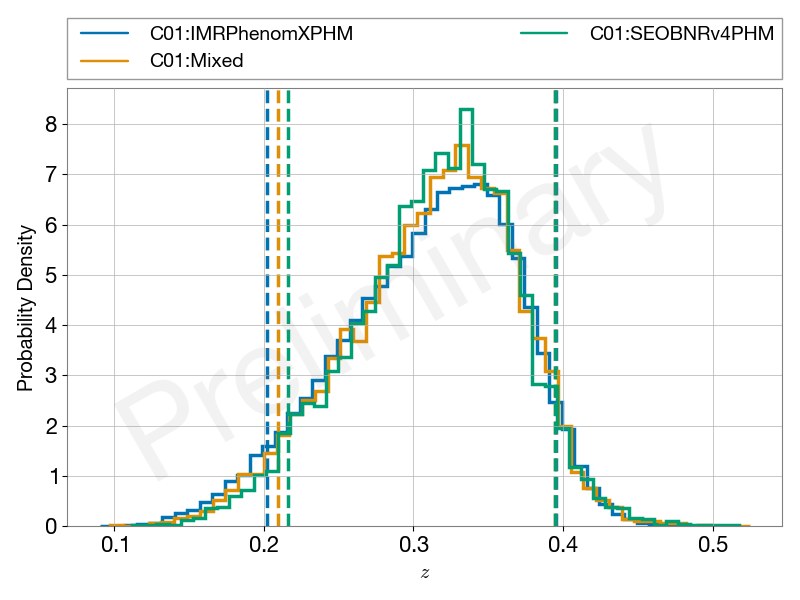 C01:IMRPhenomXPHM
C01:Mixed
C01:SEOBNRv4PHM
Preliminary
Probability Density
8
7
6
5
4
3
2
1
0
0.1 0.2 0.3 0.4 0.5
z